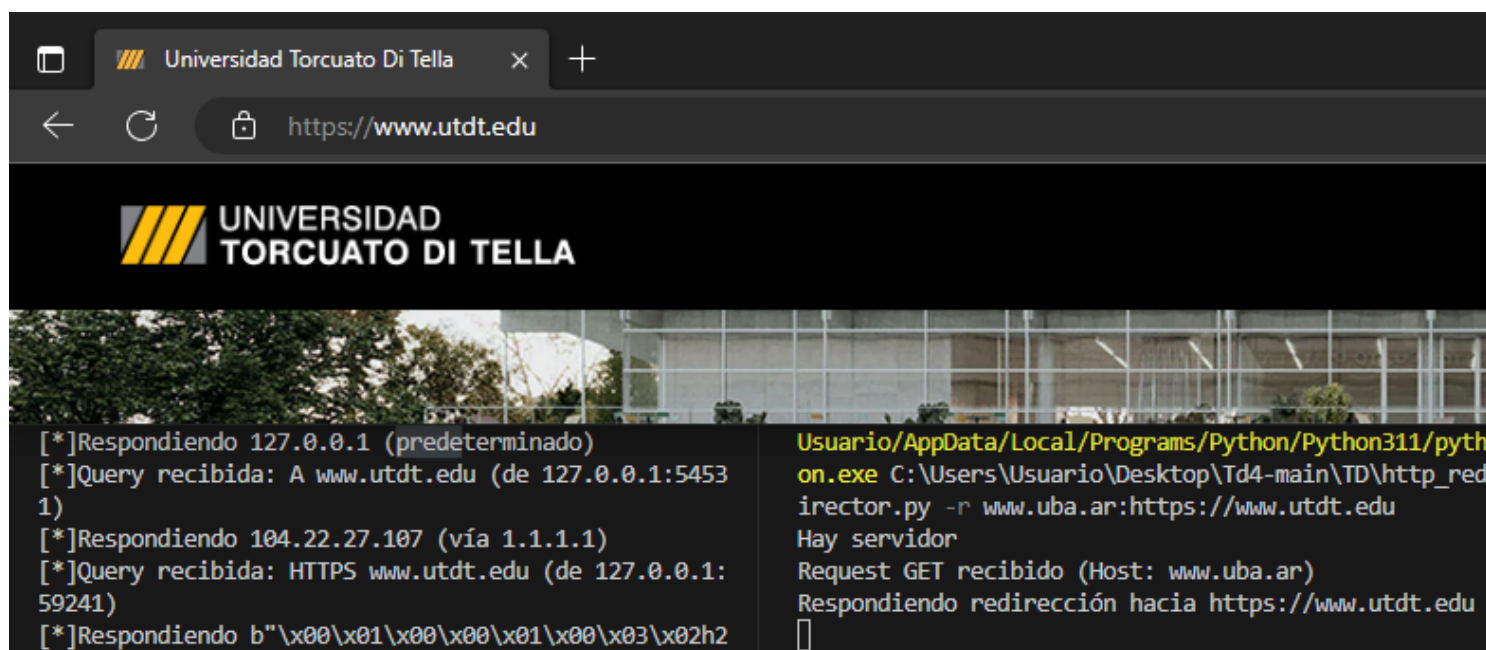 Universidad Torcuato Di Tella
https://www.utdt.edu
UNIVERSIDAD
TORCUATO DI TELLA
[*]Respondiendo 127.0.0.1 (predeterminado)
[*]Query recibida: A www.utdt.edu (de 127.0.0.1:5453
1)
[*]Respondiendo 104.22.27.107 (vía 1.1.1.1)
[*]Query recibida: HTTPS www.utdt.edu (de 127.0.0.1:
59241)
[*]Respondiendo b"\x00\x01\x00\x00\x01\x00\x03\x02h2
Usuario/AppData/Local/Programs/Python/Python311/pyth
on.exe C:\Users\Usuario\Desktop\Td4-main\TD\http_red
irector.py -r www.uba.ar:https://www.utdt.edu
Hay servidor
Request GET recibido (Host: www.uba.ar)
Respondiendo redirección hacia https://www.utdt.edu